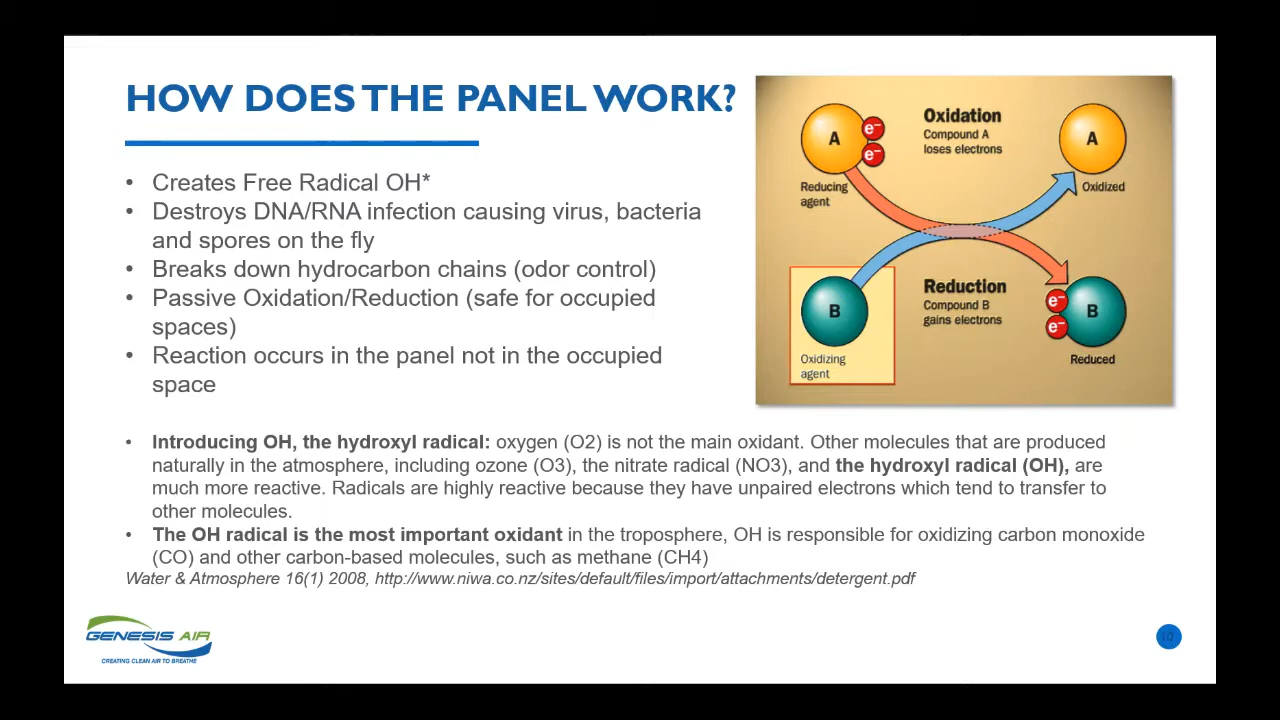 HOW DOES THE PANEL WORK?
• Creates Free Radical OH*
• Destroys DNA/RNA infection causing virus, bacteria
and spores on the fly
• Breaks down hydrocarbon chains (odor control)
• Passive Oxidation/Reduction (safe for occupied
spaces)
• Reaction occurs in the panel not in the occupied
space
A
e⁻
e⁻
Reducing
agent
Oxidation
Compound A
loses electrons
A
Oxidized
B
Oxidizing
agent
Reduction
Compound B
gains electrons
e⁻
e⁻
B
Reduced
• Introducing OH, the hydroxyl radical: oxygen (O2) is not the main oxidant. Other molecules that are produced
naturally in the atmosphere, including ozone (O3), the nitrate radical (NO3), and the hydroxyl radical (OH), are
much more reactive. Radicals are highly reactive because they have unpaired electrons which tend to transfer to
other molecules.
• The OH radical is the most important oxidant in the troposphere, OH is responsible for oxidizing carbon monoxide
(CO) and other carbon-based molecules, such as methane (CH4)
Water & Atmosphere 16(1) 2008, http://www.niwa.co.nz/sites/default/files/import/attachments/detergent.pdf
GENESIS AIR
CREATING CLEAN AIR TO BREATHE
10